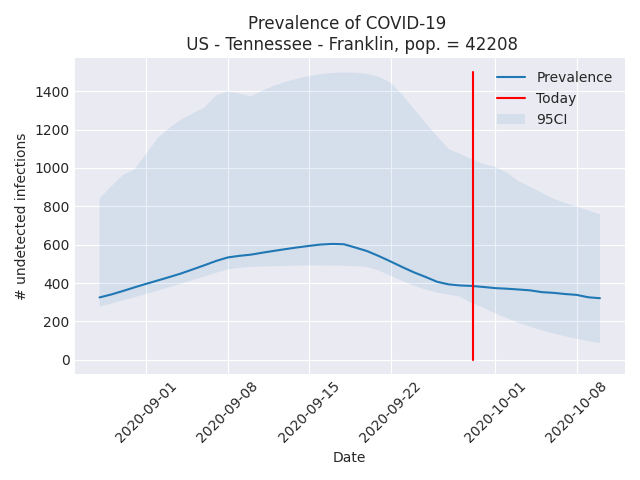 Prevalence of COVID-19
US - Tennessee - Franklin, pop. = 42208
Prevalence
Today
95CI
# undetected infections
1400
1200
1000
800
600
400
200
0
2020-09-01
2020-09-08
2020-09-15
2020-09-22
2020-10-01
2020-10-08
Date